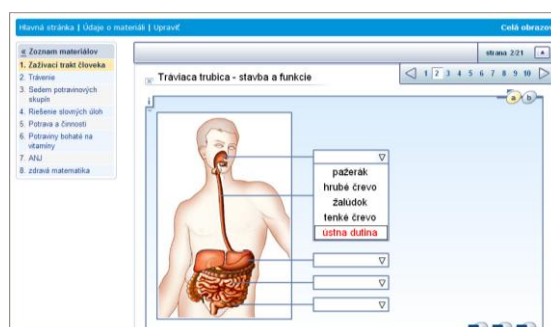 Hlavná stránka | Údaje o materiáli | Upraviť
Celá obrazov
« Zoznam materiálov
1. Zažívací trakt človeka
2. Trávenie
3. Sedem potravinových
skupín
4. Riešenie slovných úloh
5. Potrava a činnosti
6. Potraviny bohaté na
vitamíny
7. ANJ
8. zdravá matematika
strana 2/21
Tráviaca trubica - stavba a funkcie
1 2 3 4 5 6 7 8 9 10
a b
pažerák
hrubé črevo
žalúdok
tenké črevo
ústna dutina